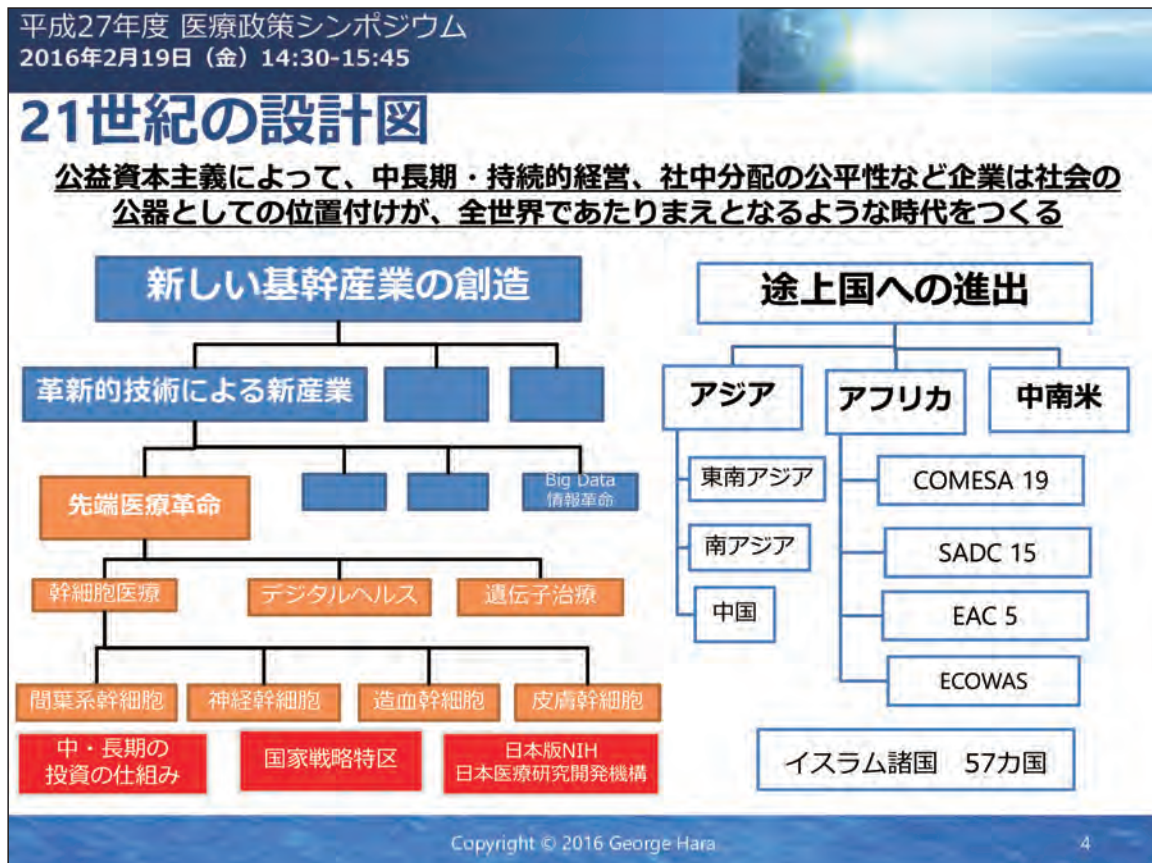 平成27年度 医療政策シンポジウム
2016年2月19日（金）14:30-15:45
21世紀の設計図
公益資本主義によって、中長期・持続的経営、社中分配の公平性など企業は社会の
公器としての位置付けが、全世界であたりまえとなるような時代をつくる
新しい基幹産業の創造
革新的技術による新産業
先端医療革命
Big Data
情報革命
幹細胞医療
デジタルヘルス
遺伝子治療
間葉系幹細胞
神経幹細胞
造血幹細胞
皮膚幹細胞
中・長期の
投資の仕組み
国家戦略特区
日本版NIH
日本医療研究開発機構
途上国への進出
アジア
アフリカ
中南米
東南アジア
南アジア
中国
COMESA 19
SADC 15
EAC 5
ECOWAS
イスラム諸国 57カ国
Copyright © 2016 George Hara
4